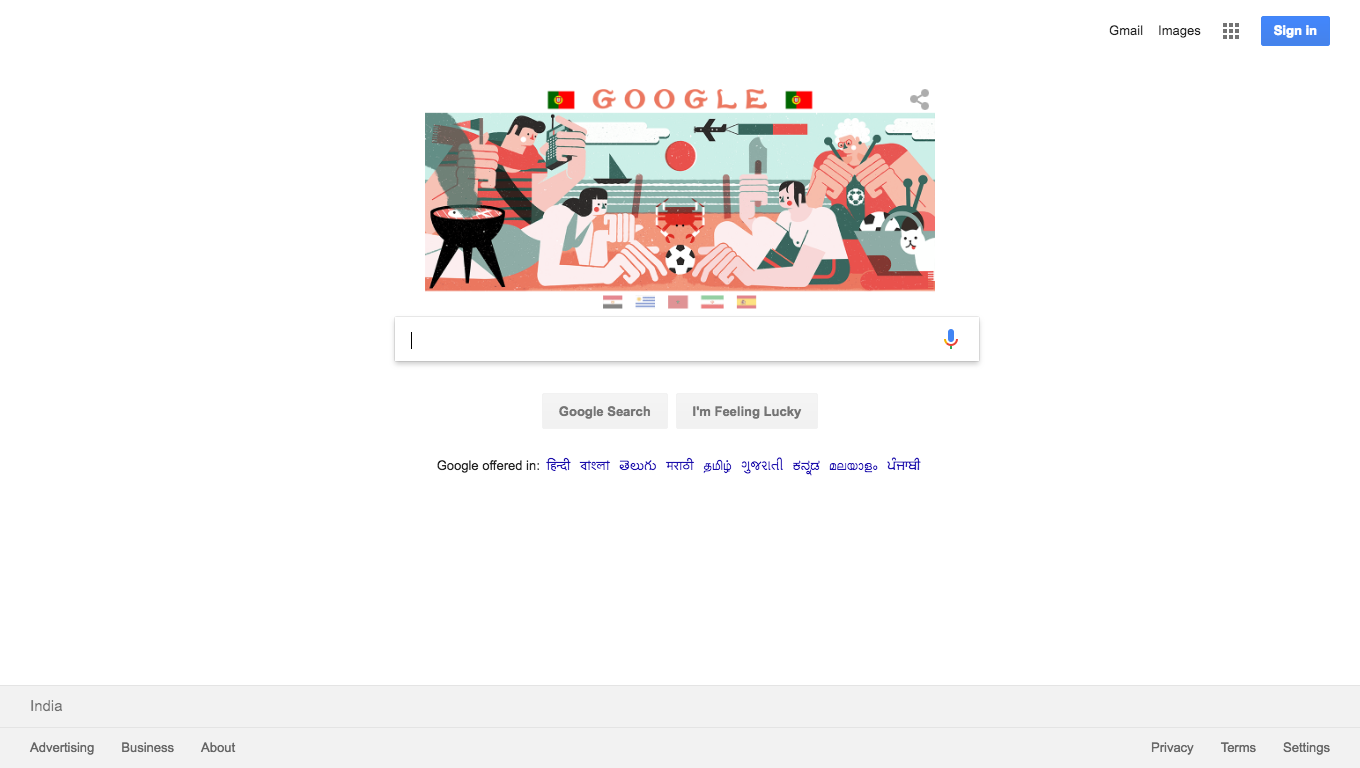 Gmail Images Sign in
GOOGLE
Google Search I'm Feeling Lucky
Google offered in: हिन्दी বাংলা తెలుగు मराठी தமிழ் ગુજરાતી ಕನ್ನಡ മലയാളം ਪੰਜਾਬੀ
India
Advertising Business About Privacy Terms Settings